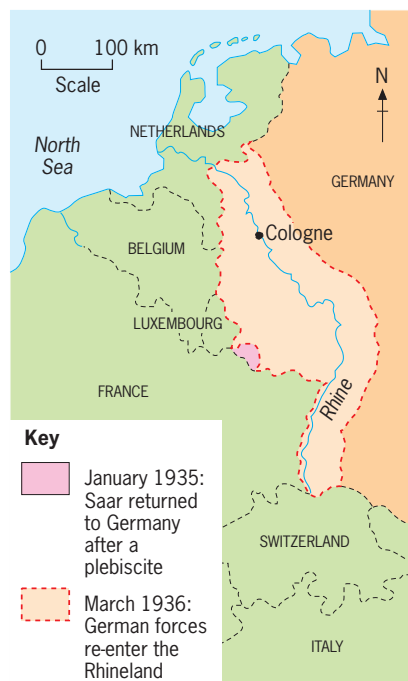 0 100 km
Scale
N
North
Sea
NETHERLANDS
GERMANY
Cologne
BELGIUM
LUXEMBOURG
FRANCE
Rhine
SWITZERLAND
ITALY
Key
January 1935:
Saar returned
to Germany
after a
plebiscite
March 1936:
German forces
re-enter the
Rhineland